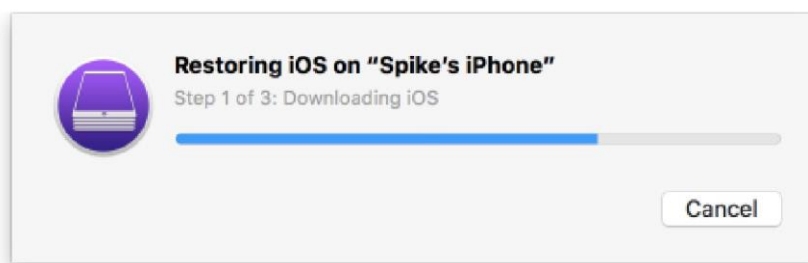 Restoring iOS on “Spike’s iPhone”
Step 1 of 3: Downloading iOS
Cancel